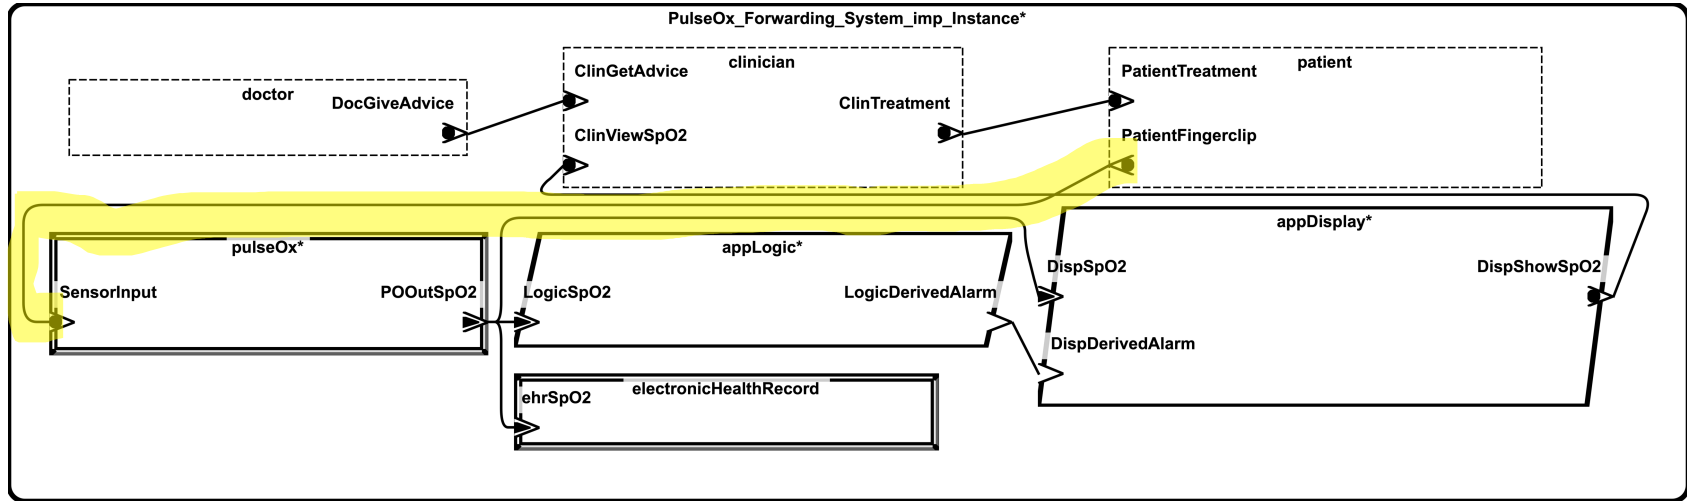 PulseOx_Forwarding_System_imp_Instance*
doctor
DocGiveAdvice
clinician
ClinGetAdvice
ClinTreatment
ClinViewSpO2
patient
PatientTreatment
PatientFingerclip
pulseOx*
SensorInput
POOutSpO2
appLogic*
LogicSpO2
LogicDerivedAlarm
appDisplay*
DispSpO2
DispShowSpO2
DispDerivedAlarm
electronicHealthRecord
ehrSpO2